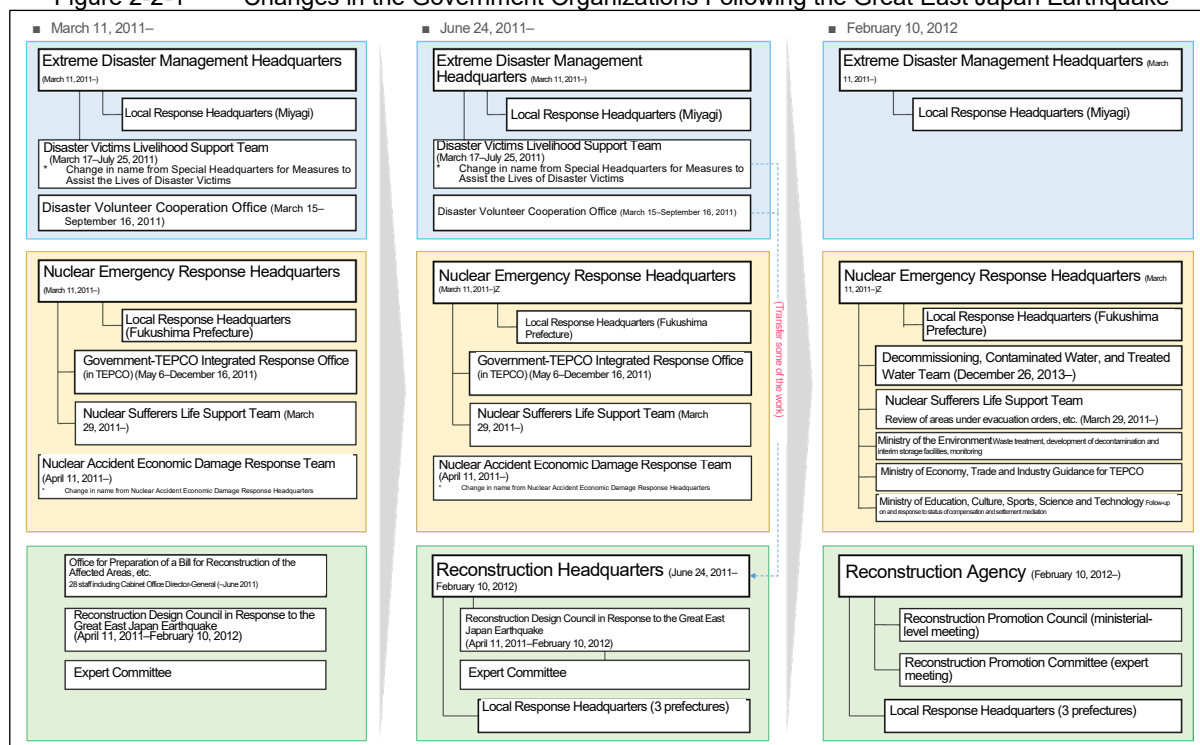 Figure 2-2-1 Changes in the Government Organizations Following the Great East Japan Earthquake
■ March 11, 2011–
Extreme Disaster Management Headquarters
(March 11, 2011–)
Local Response Headquarters (Miyagi)
Disaster Victims Livelihood Support Team
(March 17–July 25, 2011)
* Change in name from Special Headquarters for Measures to
Assist the Lives of Disaster Victims
Disaster Volunteer Cooperation Office (March 15–
September 16, 2011)
Nuclear Emergency Response Headquarters
(March 11, 2011–)
Local Response Headquarters
(Fukushima Prefecture)
Government-TEPCO Integrated Response Office
(in TEPCO) (May 6–December 16, 2011)
Nuclear Sufferers Life Support Team (March
29, 2011–)
Nuclear Accident Economic Damage Response Team
(April 11, 2011–)
* Change in name from Nuclear Accident Economic Damage Response Headquarters
Office for Preparation of a Bill for Reconstruction of the
Affected Areas, etc.
28 staff including Cabinet Office Director-General (–June 2011)
Reconstruction Design Council in Response to the
Great East Japan Earthquake
(April 11, 2011–February 10, 2012)
Expert Committee
■ June 24, 2011–
Extreme Disaster Management
Headquarters (March 11, 2011–)
Local Response Headquarters (Miyagi)
Disaster Victims Livelihood Support Team
(March 17–July 25, 2011)
* Change in name from Special Headquarters for Measures to
Assist the Lives of Disaster Victims
Disaster Volunteer Cooperation Office (March 15–September 16, 2011)
Nuclear Emergency Response Headquarters
(March 11, 2011–)Z
Local Response Headquarters (Fukushima
Prefecture)
Government-TEPCO Integrated Response Office
(in TEPCO) (May 6–December 16, 2011)
Nuclear Sufferers Life Support Team (March
29, 2011–)
Nuclear Accident Economic Damage Response Team
(April 11, 2011–)
* Change in name from Nuclear Accident Economic Damage Response Headquarters
(Transfer some of the work)
Reconstruction Headquarters (June 24, 2011–
February 10, 2012)
Reconstruction Design Council in Response to the Great East
Japan Earthquake
(April 11, 2011–February 10, 2012)
Expert Committee
Local Response Headquarters (3 prefectures)
■ February 10, 2012
Extreme Disaster Management Headquarters (March
11, 2011–)
Local Response Headquarters (Miyagi)
Nuclear Emergency Response Headquarters (March
11, 2011–)Z
Local Response Headquarters (Fukushima
Prefecture)
Decommissioning, Contaminated Water, and Treated
Water Team (December 26, 2013–)
Nuclear Sufferers Life Support Team
Review of areas under evacuation orders, etc. (March 29, 2011–)
Ministry of the Environment Waste treatment, development of decontamination and
interim storage facilities, monitoring
Ministry of Economy, Trade and Industry Guidance for TEPCO
Ministry of Education, Culture, Sports, Science and Technology Follow-up
on and response to status of compensation and settlement mediation
Reconstruction Agency (February 10, 2012–)
Reconstruction Promotion Council (ministerial-
level meeting)
Reconstruction Promotion Committee (expert
meeting)
Local Response Headquarters (3 prefectures)